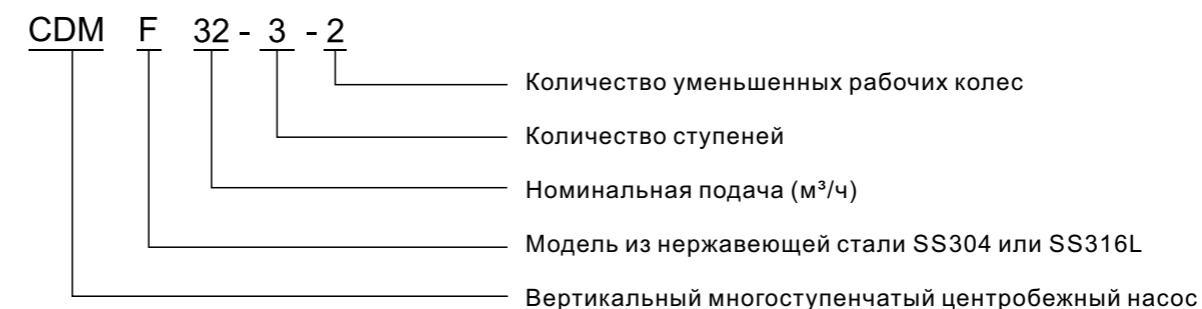 CDM F 32 - 3 - 2
Количество уменьшенных рабочих колес
Количество ступеней
Номинальная подача (м³/ч)
Модель из нержавеющей стали SS304 или SS316L
Вертикальный многоступенчатый центробежный насос